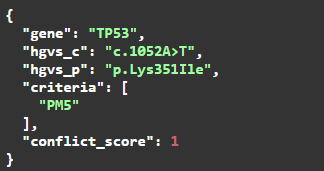 {
"gene": "TP53",
"hgvs_c": "c.1052A>T",
"hgvs_p": "p.Lys351Ile",
"criteria": [
"PM5"
],
"conflict_score": 1
}